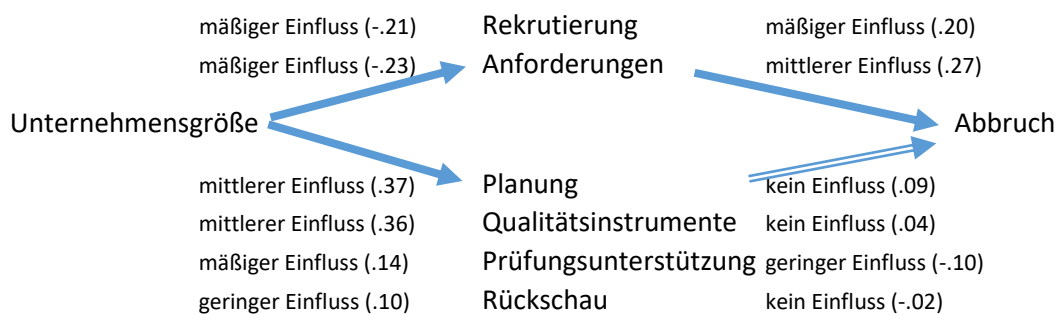 mäßiger Einfluss (-.21) Rekrutierung mäßiger Einfluss (.20)
mäßiger Einfluss (-.23) Anforderungen mittlerer Einfluss (.27)
Unternehmensgröße Abbruch
mittlerer Einfluss (.37) Planung kein Einfluss (.09)
mittlerer Einfluss (.36) Qualitätsinstrumente kein Einfluss (.04)
mäßiger Einfluss (.14) Prüfungsunterstützung geringer Einfluss (-.10)
geringer Einfluss (.10) Rückschau kein Einfluss (-.02)